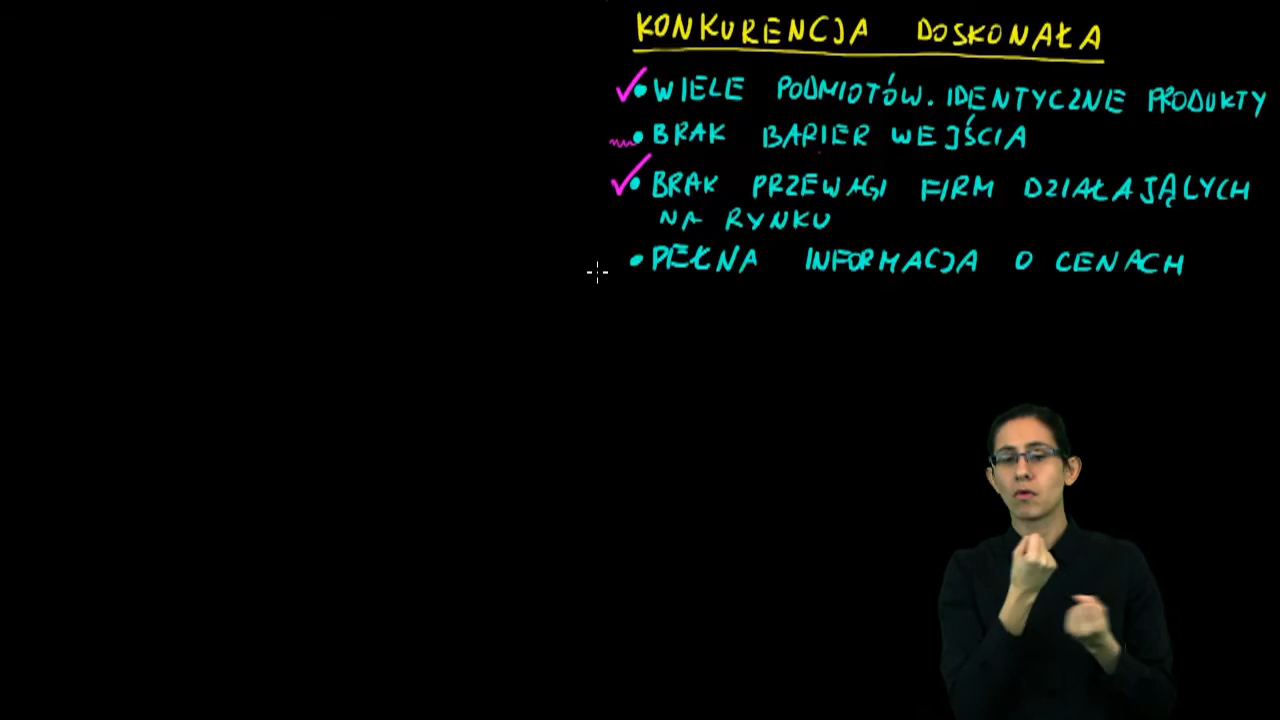 KONKURENCJA DOSKONAŁA
• WIELE PODMIOTÓW. IDENTYCZNE PRODUKTY
• BRAK BARIER WEJŚCIA
• BRAK PRZEWAGI FIRM DZIAŁAJĄCYCH
NA RYNKU
• PEŁNA INFORMACJA O CENACH